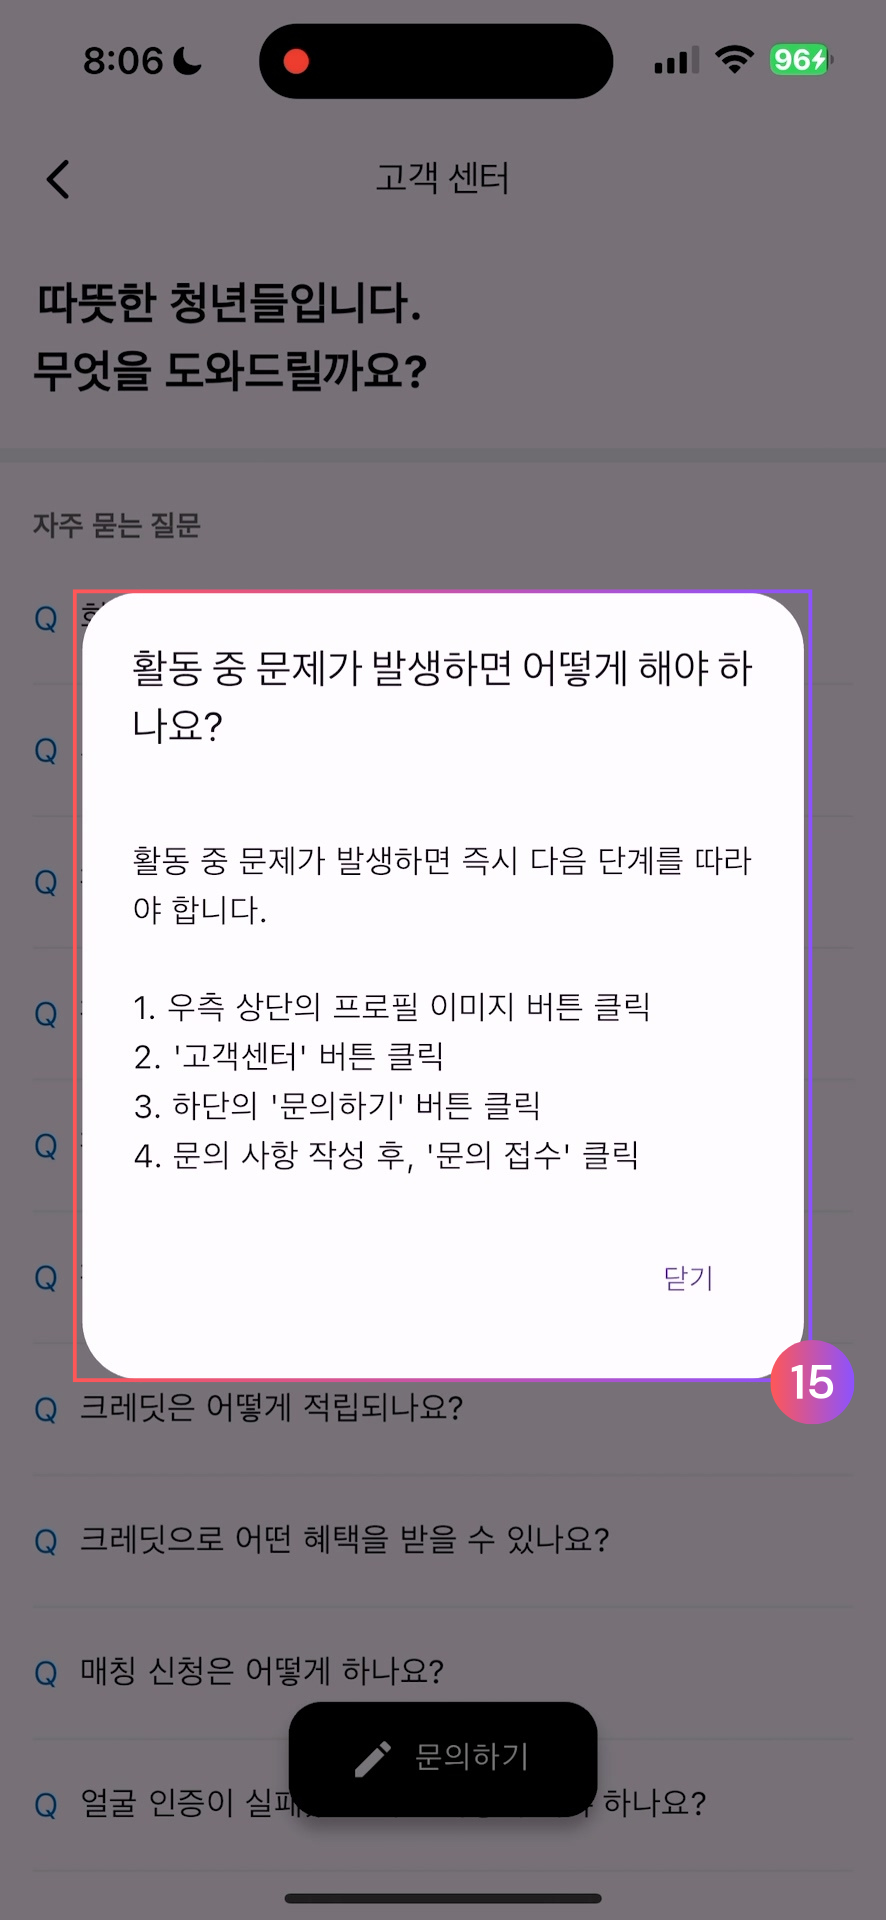 8:06
96
고객 센터
따뜻한 청년들입니다.
무엇을 도와드릴까요?
자주 묻는 질문
Q
활동 중 문제가 발생하면 어떻게 해야 하
나요?
Q
활동 중 문제가 발생하면 즉시 다음 단계를 따라
Q
야 합니다.
1. 우측 상단의 프로필 이미지 버튼 클릭
Q
2. '고객센터' 버튼 클릭
3. 하단의 '문의하기' 버튼 클릭
Q
4. 문의 사항 작성 후, '문의 접수' 클릭
Q
닫기
15
Q 크레딧은 어떻게 적립되나요?
Q 크레딧으로 어떤 혜택을 받을 수 있나요?
Q 매칭 신청은 어떻게 하나요?
문의하기
Q 얼굴 인증이 하나요?